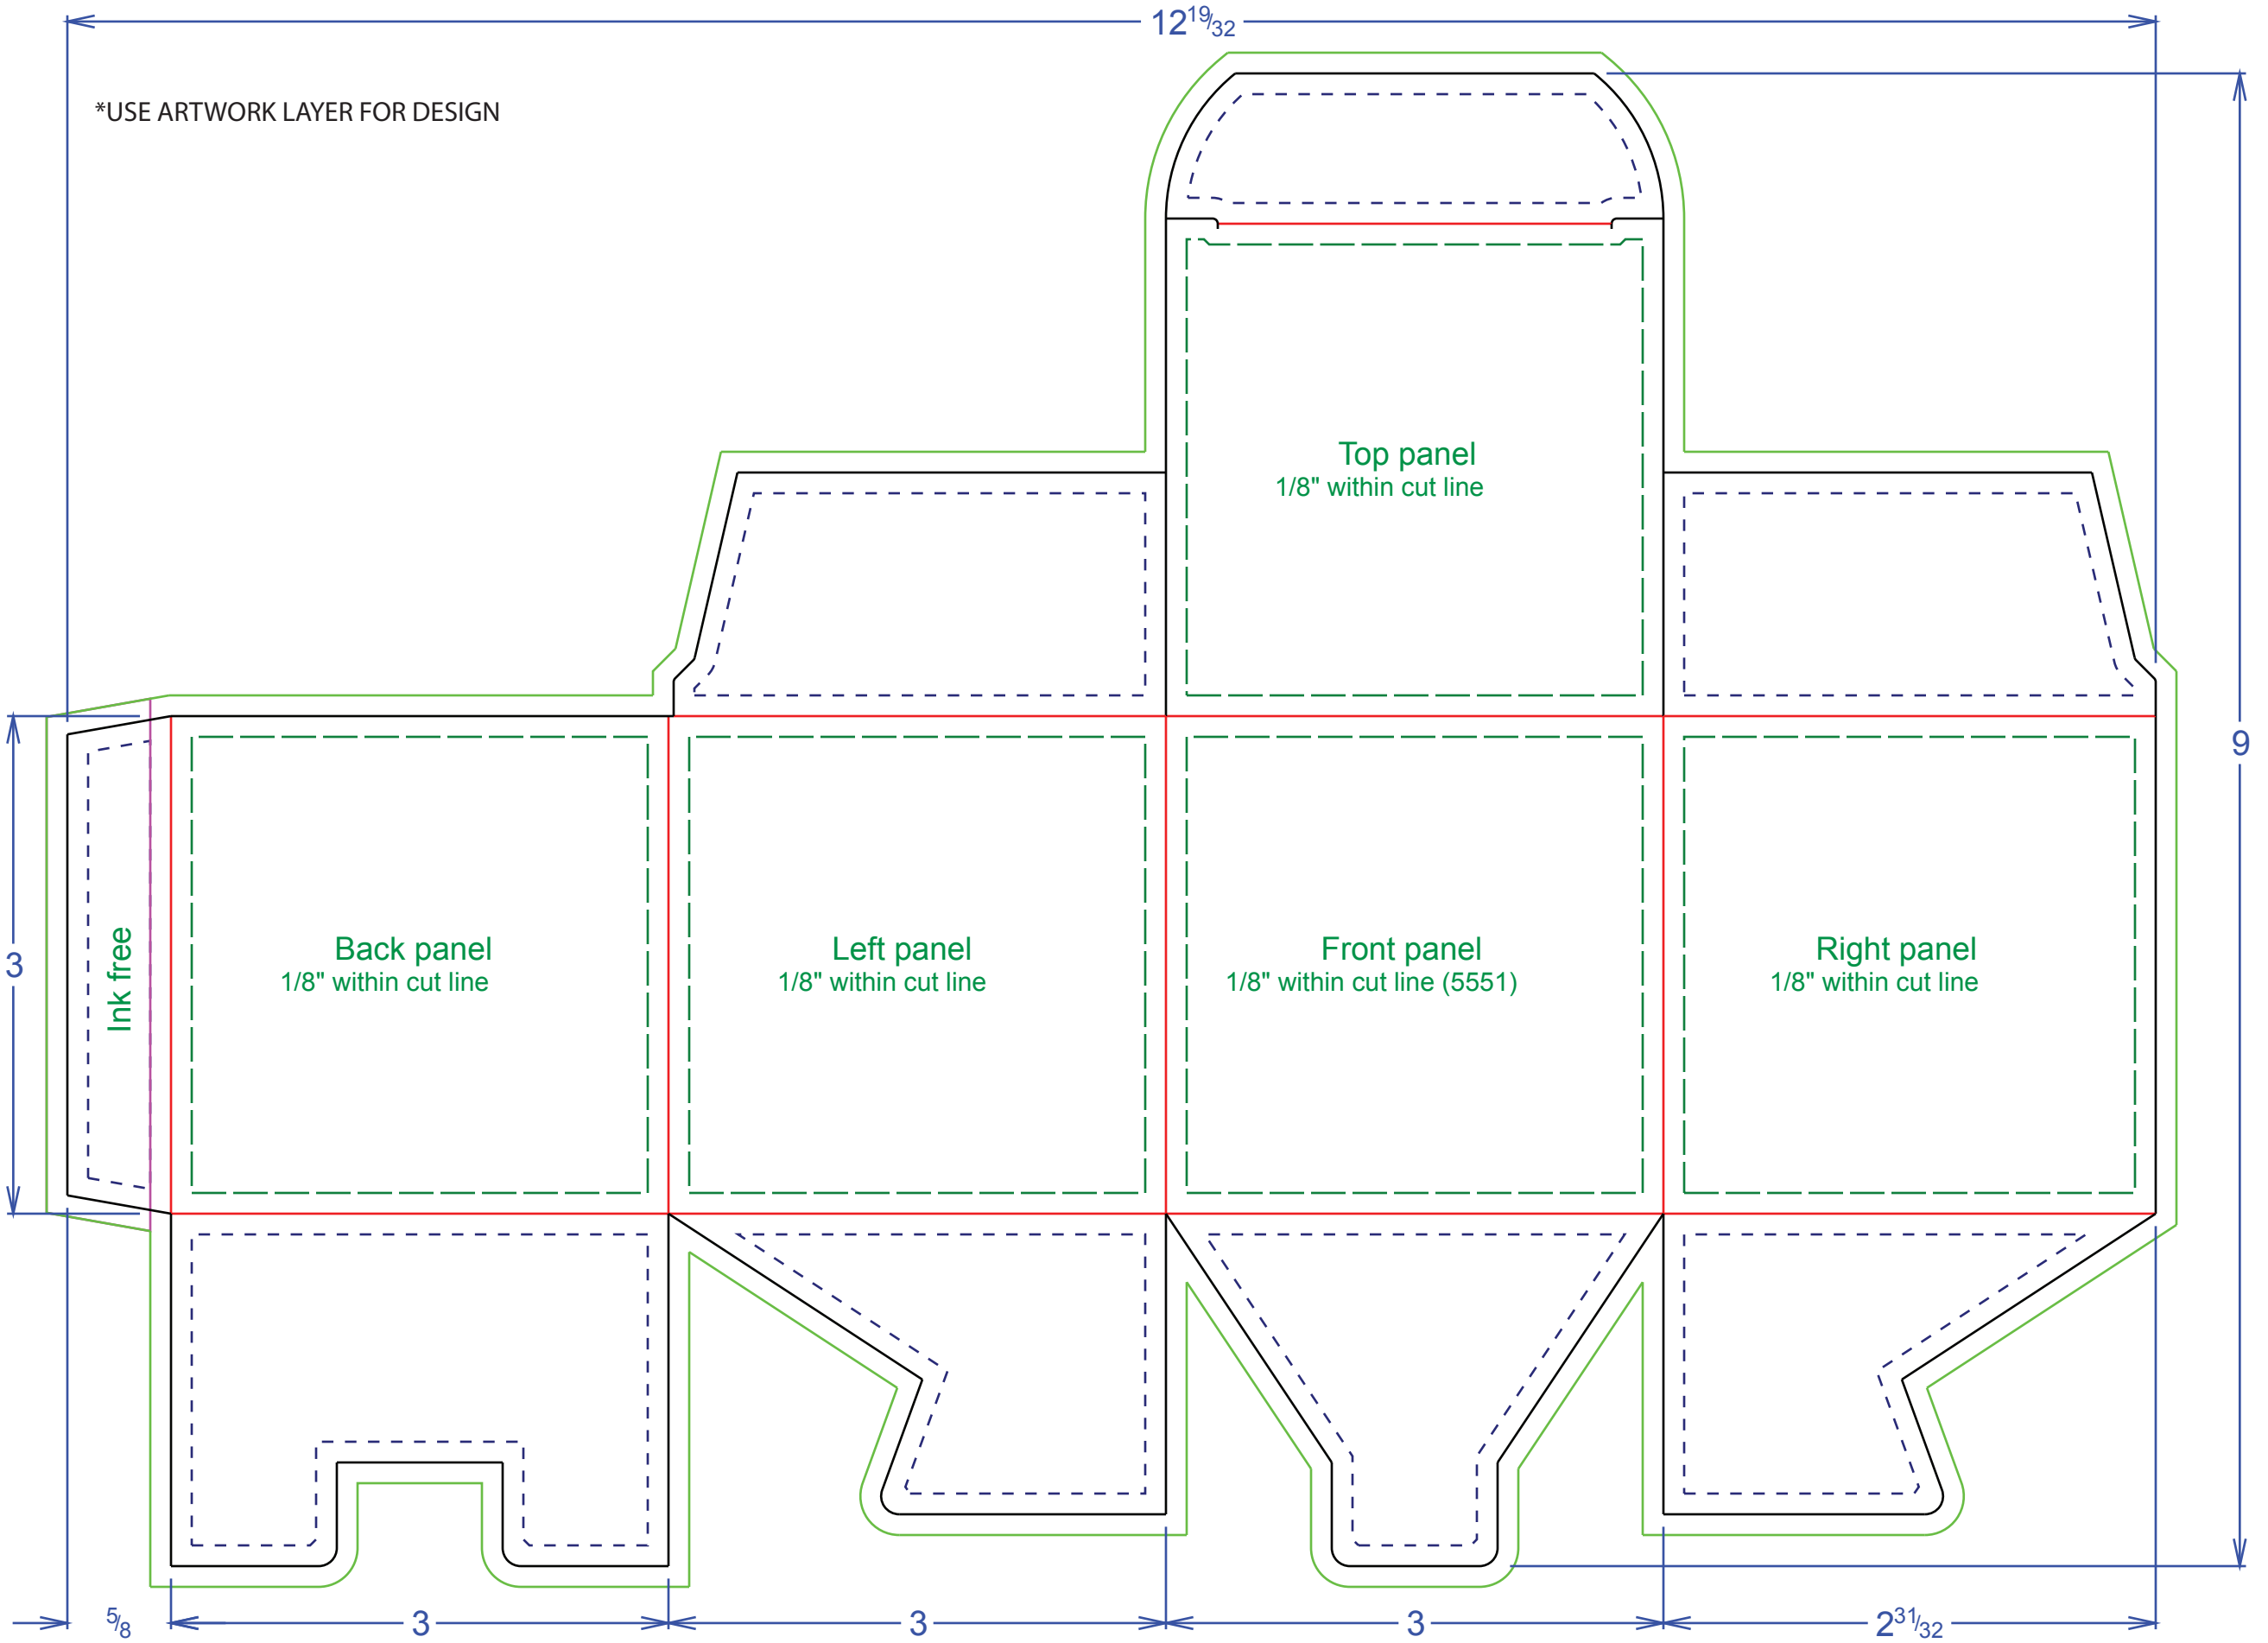 12 19/32
*USE ARTWORK LAYER FOR DESIGN
Top panel
1/8" within cut line
9
3
Ink free
Back panel
1/8" within cut line
Left panel
1/8" within cut line
Front panel
1/8" within cut line (5551)
Right panel
1/8" within cut line
5/8
3
3
3
2 31/32